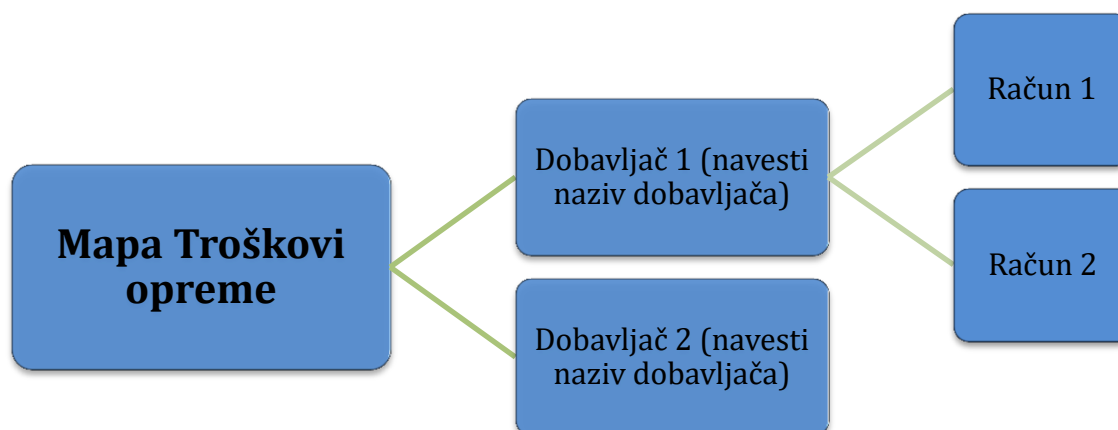 Mapa Troškovi
opreme
Dobavljač 1 (navesti
naziv dobavljača)
Dobavljač 2 (navesti
naziv dobavljača)
Račun 1
Račun 2